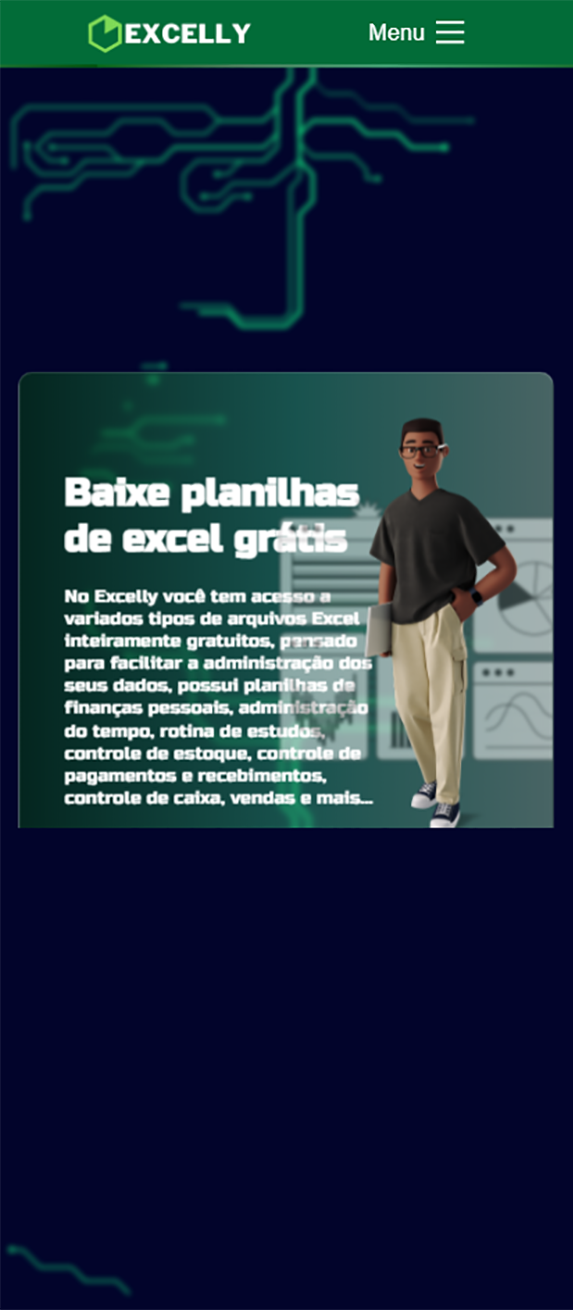 EXCELLY
Menu
Baixe planilhas
de excel grátis
No Excelly você tem acesso a
variados tipos de arquivos Excel
inteiramente gratuitos, pensado
para facilitar a administração dos
seus dados, possui planilhas de
finanças pessoais, administração
do tempo, rotina de estudos,
controle de estoque, controle de
pagamentos e recebimentos,
controle de caixa, vendas e mais...